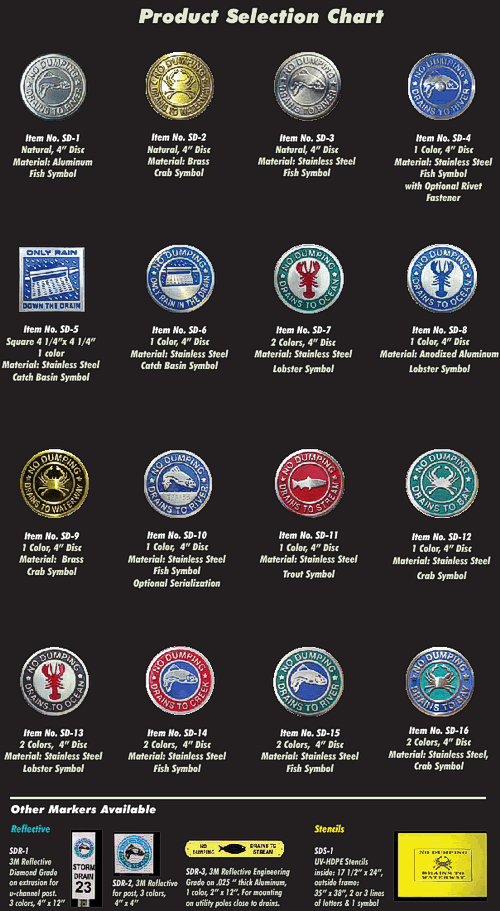 Product Selection Chart
NO DUMPING
DRAINS TO RIVER
NO DUMPING
DRAINS TO WATERWAY
NO DUMPING
DRAINS TO RIVER
NO DUMPING
DRAINS TO RIVER
Item No. SD-1
Natural, 4" Disc
Material: Aluminum
Fish Symbol
Item No. SD-2
Natural, 4" Disc
Material: Brass
Crab Symbol
Item No. SD-3
Natural, 4" Disc
Material: Stainless Steel
Fish Symbol
Item No. SD-4
1 Color, 4" Disc
Material: Stainless Steel
Fish Symbol
with Optional Rivet
Fastener
ONLY RAIN
DOWN THE DRAIN
NO DUMPING
ONLY RAIN IN THE DRAIN
NO DUMPING
DRAINS TO OCEAN
NO DUMPING
DRAINS TO OCEAN
Item No. SD-5
Square 4 1/4"x 4 1/4"
1 color
Material: Stainless Steel
Catch Basin Symbol
Item No. SD-6
1 Color, 4" Disc
Material: Stainless Steel
Catch Basin Symbol
Item No. SD-7
2 Colors, 4" Disc
Material: Stainless Steel
Lobster Symbol
Item No. SD-8
1 Color, 4" Disc
Material: Anodized Aluminum
Lobster Symbol
NO DUMPING
DRAINS TO WATERWAY
NO DUMPING
DRAINS TO RIVER
NO DUMPING
DRAINS TO STREAM
NO DUMPING
DRAINS TO BAY
Item No. SD-9
1 Color, 4" Disc
Material: Brass
Crab Symbol
Item No. SD-10
1 Color, 4" Disc
Material: Stainless Steel
Fish Symbol
Optional Serialization
Item No. SD-11
1 Color, 4" Disc
Material: Stainless Steel
Trout Symbol
Item No. SD-12
1 Color, 4" Disc
Material: Stainless Steel
Crab Symbol
NO DUMPING
DRAINS TO OCEAN
NO DUMPING
DRAINS TO CREEK
NO DUMPING
DRAINS TO RIVER
NO DUMPING
DRAINS TO BAY
Item No. SD-13
2 Colors, 4" Disc
Material: Stainless Steel
Lobster Symbol
Item No. SD-14
2 Colors, 4" Disc
Material: Stainless Steel
Fish Symbol
Item No. SD-15
2 Colors, 4" Disc
Material: Stainless Steel
Fish Symbol
Item No. SD-16
2 Colors, 4" Disc
Material: Stainless Steel,
Crab Symbol
Other Markers Available
Reflective
SDR-1
3M Reflective
Diamond Grade
on extrusion for
u-channel post.
3 colors, 4" x 12"
STORM
DRAIN
23
SDR-2, 3M Reflective
for post, 3 colors,
4" x 4"
NO
DUMPING
DRAINS TO
STREAM
SDR-3, 3M Reflective Engineering
Grade on .025 " thick Aluminum,
1 color, 2" x 12". For mounting
on utility poles close to drains.
Stencils
SDS-1
UV-HDPE Stencils
inside: 17 1/2" x 24",
outside frame:
35" x 38", 2 or 3 lines
of letters & 1 symbol
NO DUMPING
DRAINS TO
WATERWAY